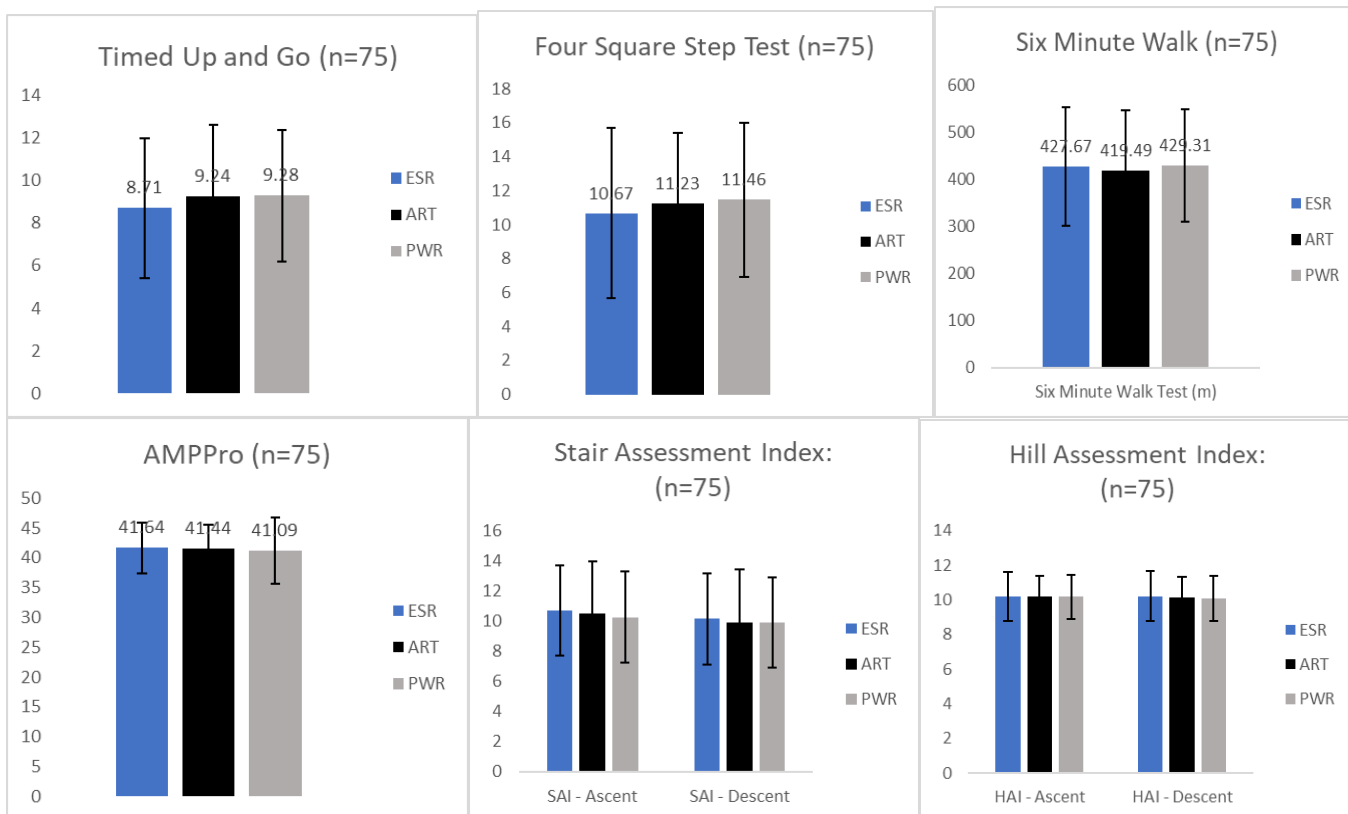 Timed Up and Go (n=75)
14
12
10
8
6
4
2
0
8.71
9.24
9.28
ESR
ART
PWR
Four Square Step Test (n=75)
18
16
14
12
10
8
6
4
2
0
10.67
11.23
11.46
ESR
ART
PWR
Six Minute Walk (n=75)
600
500
400
300
200
100
0
427.67
419.49
429.31
Six Minute Walk Test (m)
ESR
ART
PWR
AMPPro (n=75)
50
45
40
35
30
25
20
15
10
5
0
41.64
41.44
41.09
ESR
ART
PWR
Stair Assessment Index:
(n=75)
16
14
12
10
8
6
4
2
0
SAI - Ascent
SAI - Descent
ESR
ART
PWR
Hill Assessment Index:
(n=75)
14
12
10
8
6
4
2
0
HAI - Ascent
HAI - Descent
ESR
ART
PWR